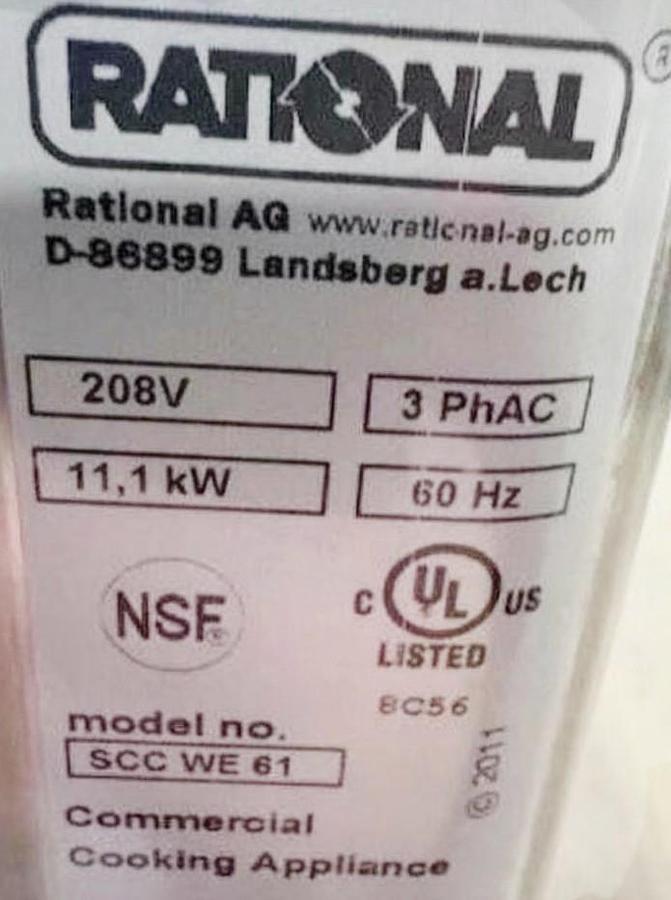 RATIONAL ®
Rational AG www.rational-ag.com
D-86899 Landsberg a.Lech
208V 3 PhAC
11,1 kW 60 Hz
NSF® C UL US
LISTED
8C56
model no.
SCC WE 61
© 2011
Commercial
Cooking Appliance